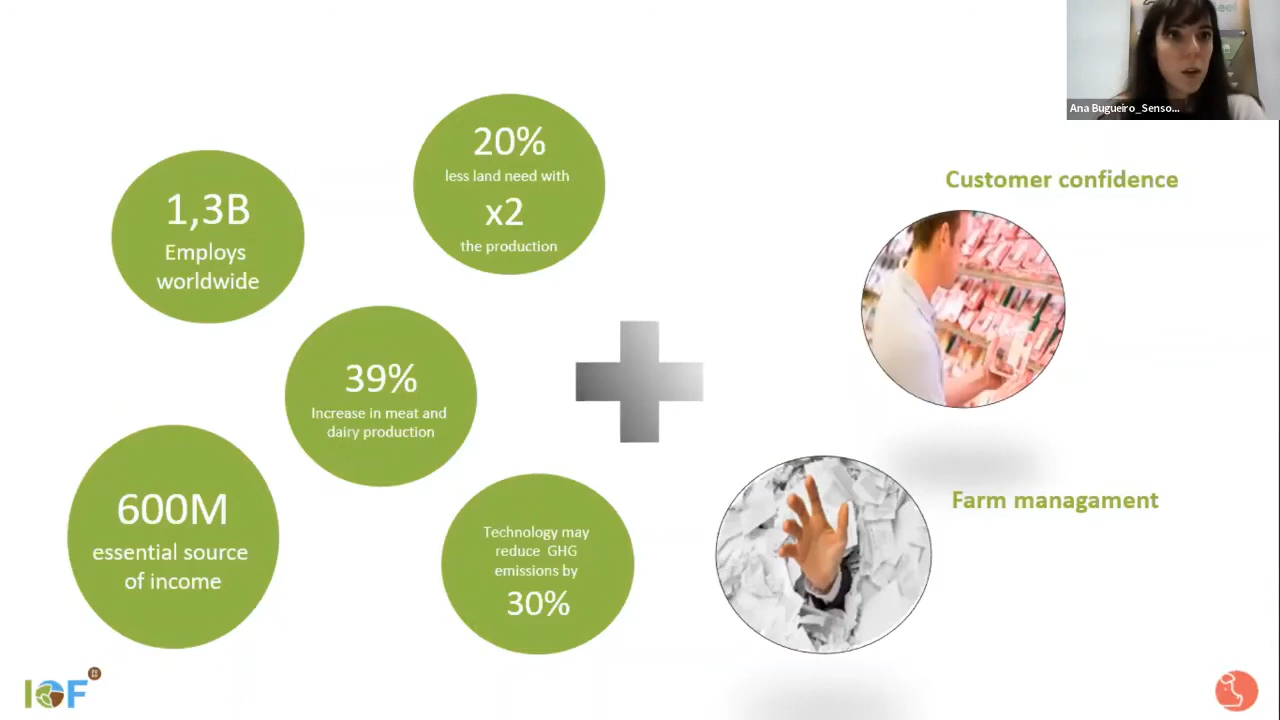 Ana Bugueiro_Senso...
20%
less land need with
x2
the production
1,3B
Employs
worldwide
39%
Increase in meat and
dairy production
600M
essential source
of income
Technology may
reduce GHG
emissions by
30%
Customer confidence
Farm managament
IOF